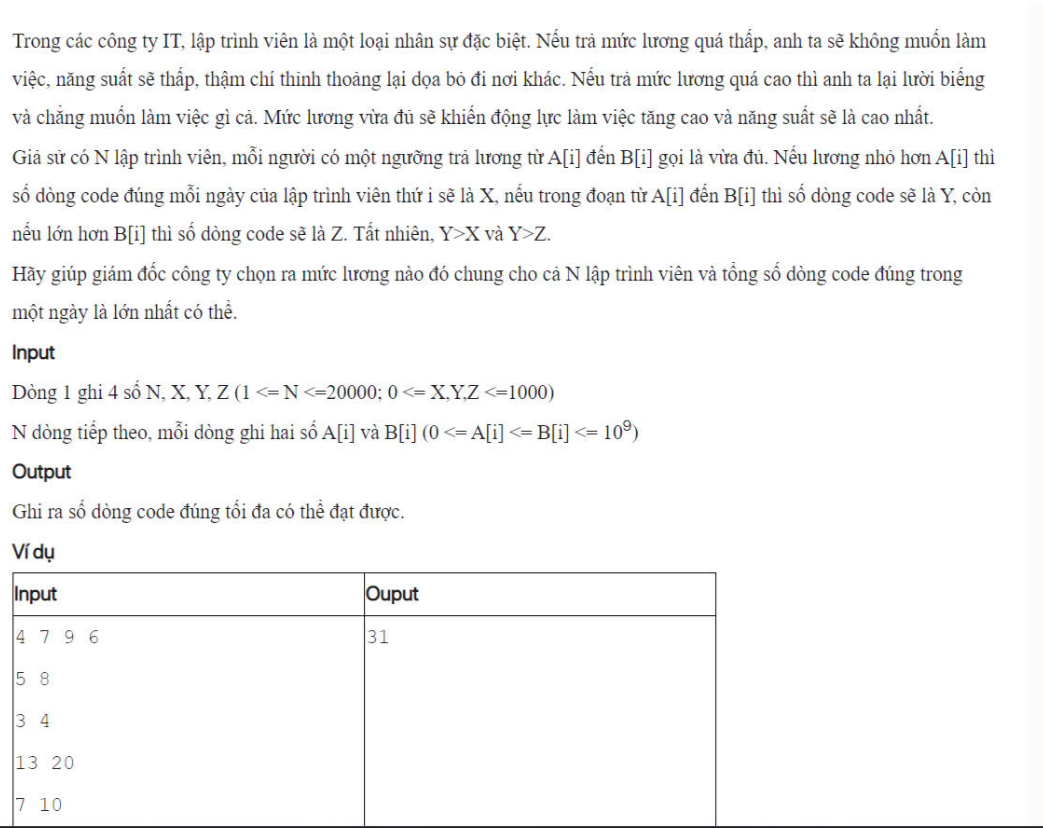 Trong các công ty IT, lập trình viên là một loại nhân sự đặc biệt. Nếu trả mức lương quá thấp, anh ta sẽ không muốn làm
việc, năng suất sẽ thấp, thậm chí thỉnh thoảng lại dọa bỏ đi nơi khác. Nếu trả mức lương quá cao thì anh ta lại lười biếng
và chẳng muốn làm việc gì cả. Mức lương vừa đủ sẽ khiến động lực làm việc tăng cao và năng suất sẽ là cao nhất.
Giả sử có N lập trình viên, mỗi người có một ngưỡng trả lương từ A[i] đến B[i] gọi là vừa đủ. Nếu lương nhỏ hơn A[i] thì
số dòng code đúng mỗi ngày của lập trình viên thứ i sẽ là X, nếu trong đoạn từ A[i] đến B[i] thì số dòng code sẽ là Y, còn
nếu lớn hơn B[i] thì số dòng code sẽ là Z. Tất nhiên, Y>X và Y>Z.
Hãy giúp giám đốc công ty chọn ra mức lương nào đó chung cho cả N lập trình viên và tổng số dòng code đúng trong
một ngày là lớn nhất có thể.
Input
Dòng 1 ghi 4 số N, X, Y, Z (1 <= N <=20000; 0 <= X,Y,Z <=1000)
N dòng tiếp theo, mỗi dòng ghi hai số A[i] và B[i] (0 <= A[i] <= B[i] <= 10⁹)
Output
Ghi ra số dòng code đúng tối đa có thể đạt được.
Ví dụ
Input Ouput
4 7 9 6 31
5 8
3 4
13 20
7 10